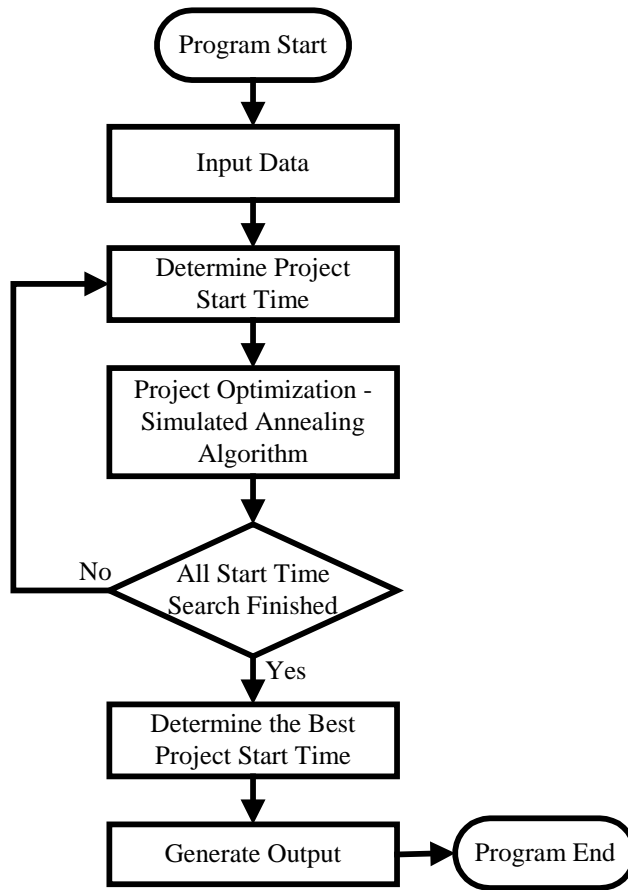 Program Start
Input Data
Determine Project
Start Time
Project Optimization -
Simulated Annealing
Algorithm
No
All Start Time
Search Finished
Yes
Determine the Best
Project Start Time
Generate Output
Program End